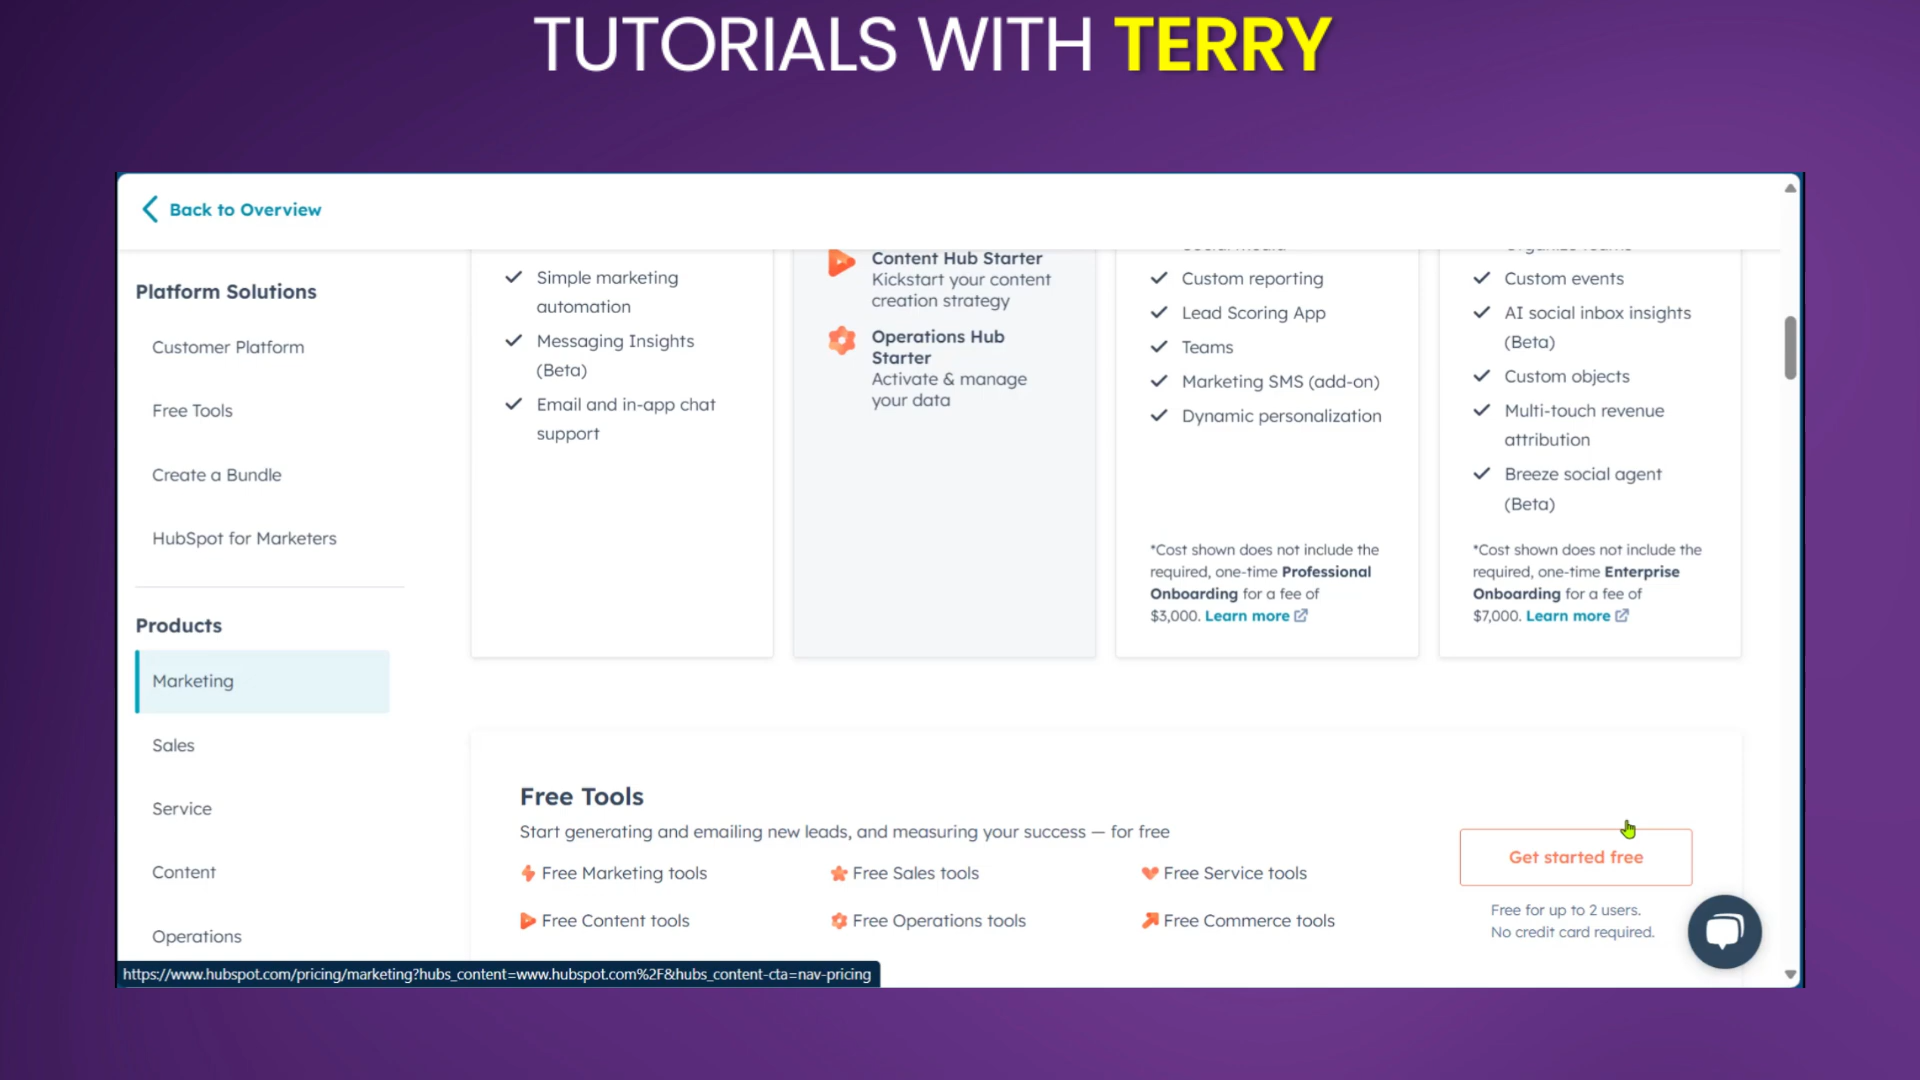 TUTORIALS WITH TERRY
Back to Overview
Platform Solutions
Customer Platform
Free Tools
Create a Bundle
HubSpot for Marketers
Products
Marketing
Sales
Service
Content
Operations
Simple marketing
automation
Messaging Insights
(Beta)
Email and in-app chat
support
Content Hub Starter
Kickstart your content
creation strategy
Operations Hub
Starter
Activate & manage
your data
Custom reporting
Lead Scoring App
Teams
Marketing SMS (add-on)
Dynamic personalization
*Cost shown does not include the
required, one-time Professional
Onboarding for a fee of
$3,000. Learn more
Custom events
AI social inbox insights
(Beta)
Custom objects
Multi-touch revenue
attribution
Breeze social agent
(Beta)
*Cost shown does not include the
required, one-time Enterprise
Onboarding for a fee of
$7,000. Learn more
Free Tools
Start generating and emailing new leads, and measuring your success — for free
Free Marketing tools
Free Sales tools
Free Service tools
Free Content tools
Free Operations tools
Free Commerce tools
Get started free
Free for up to 2 users.
No credit card required.
https://www.hubspot.com/pricing/marketing?hubs_content=www.hubspot.com%2F&hubs_content-cta=nav-pricing